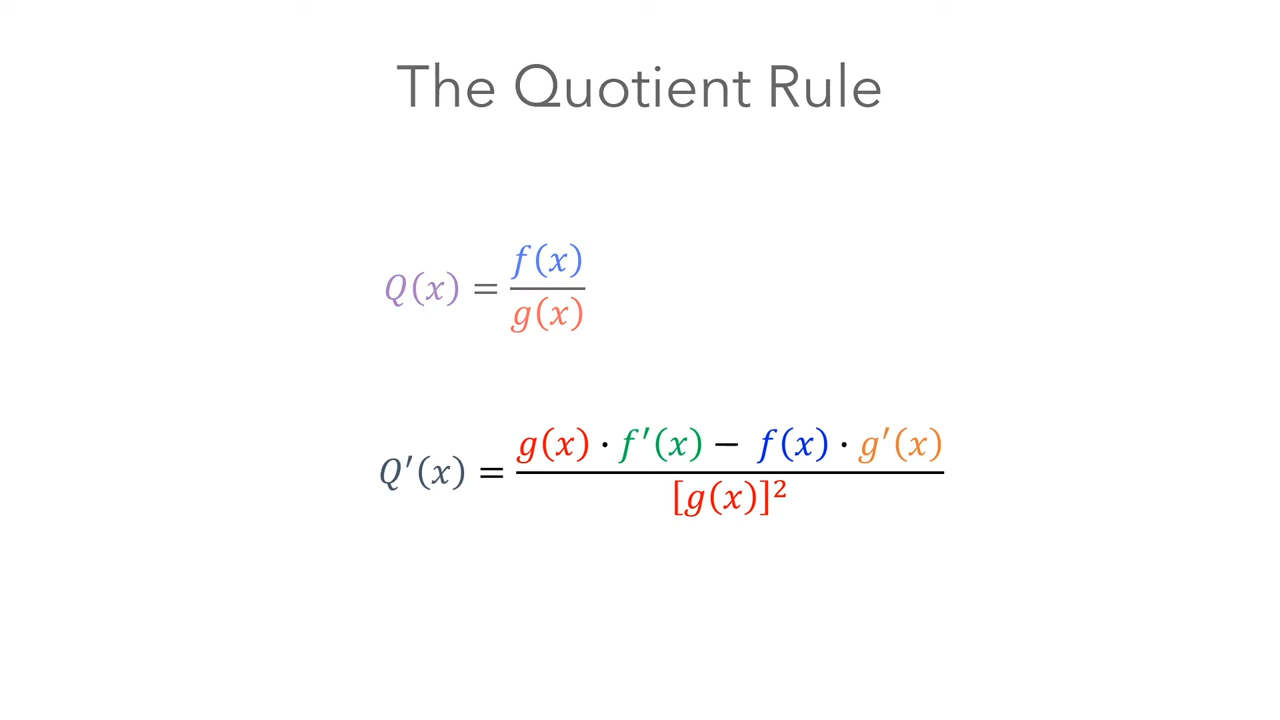 The Quotient Rule
Q(x) = f(x)/g(x)
Q′(x) = g(x) · f′(x) − f(x) · g′(x) / [g(x)]²